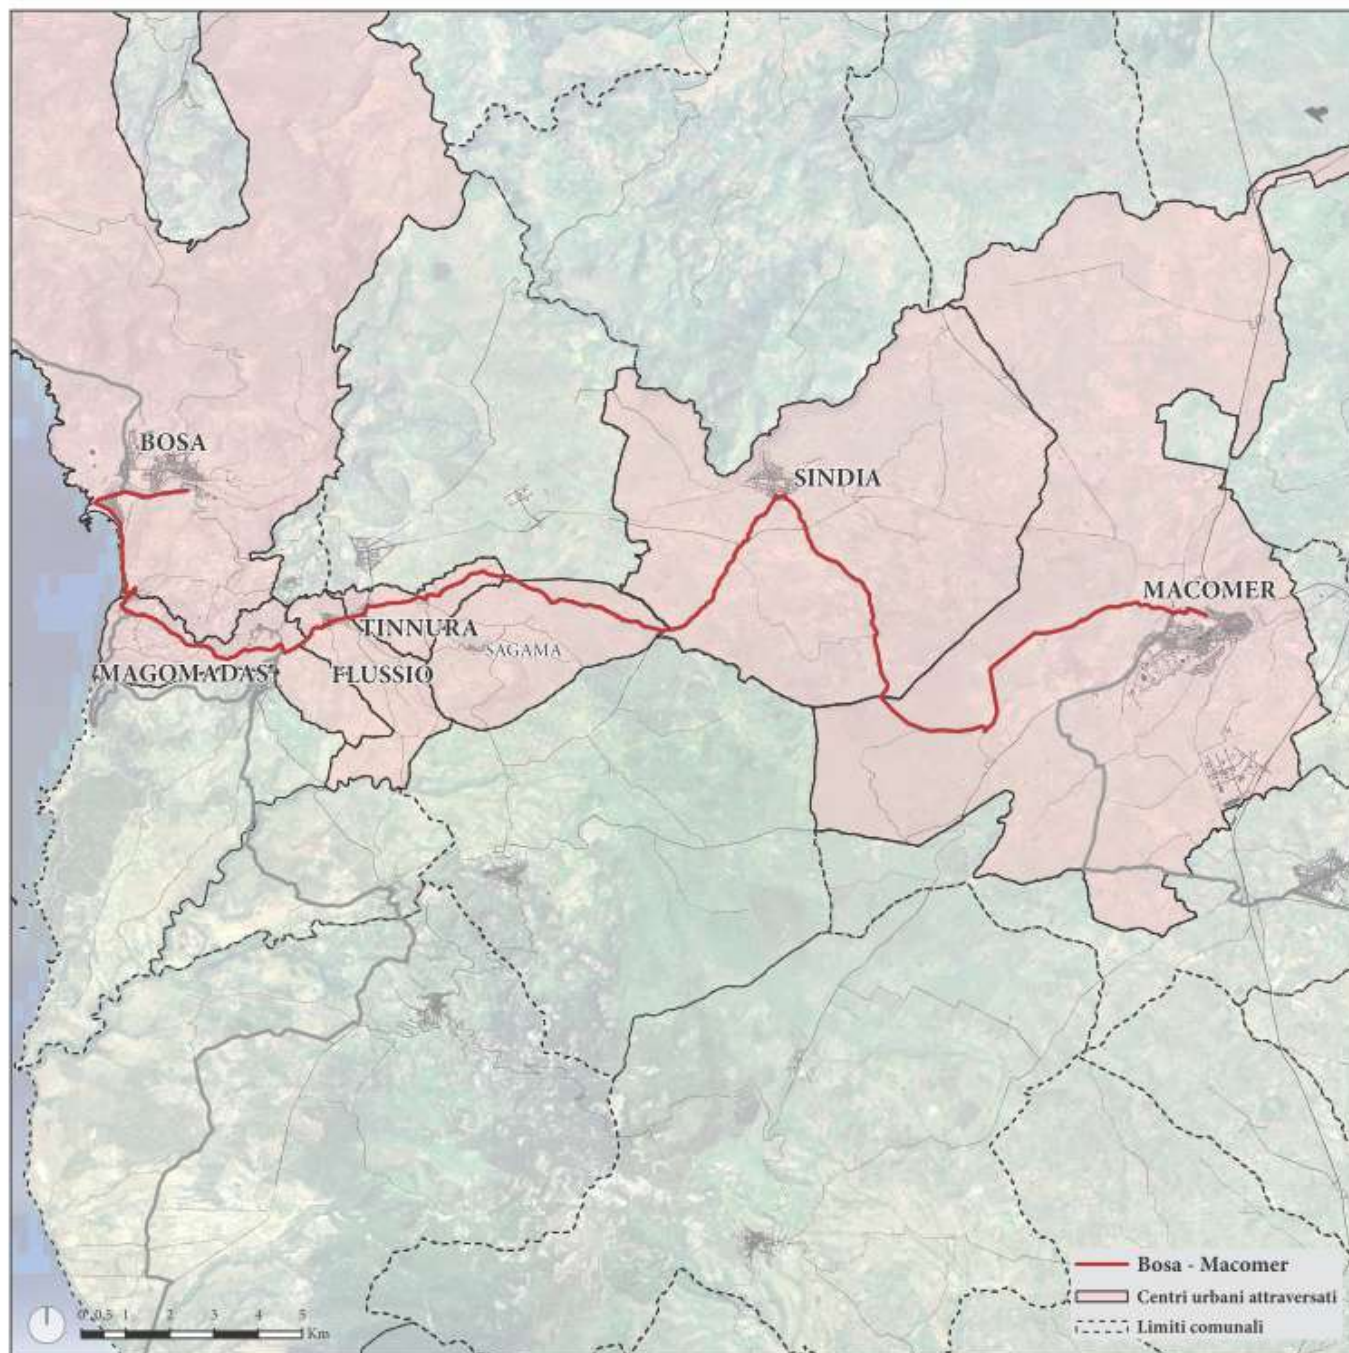 BOSA
SINDIA
MACOMER
TINNURA
SAGAMA
MAGOMADAS
FLUSSIO
Bosa - Macomer
Centri urbani attraversati
Limiti comunali
0 0,5 1 2 3 4 5
Km